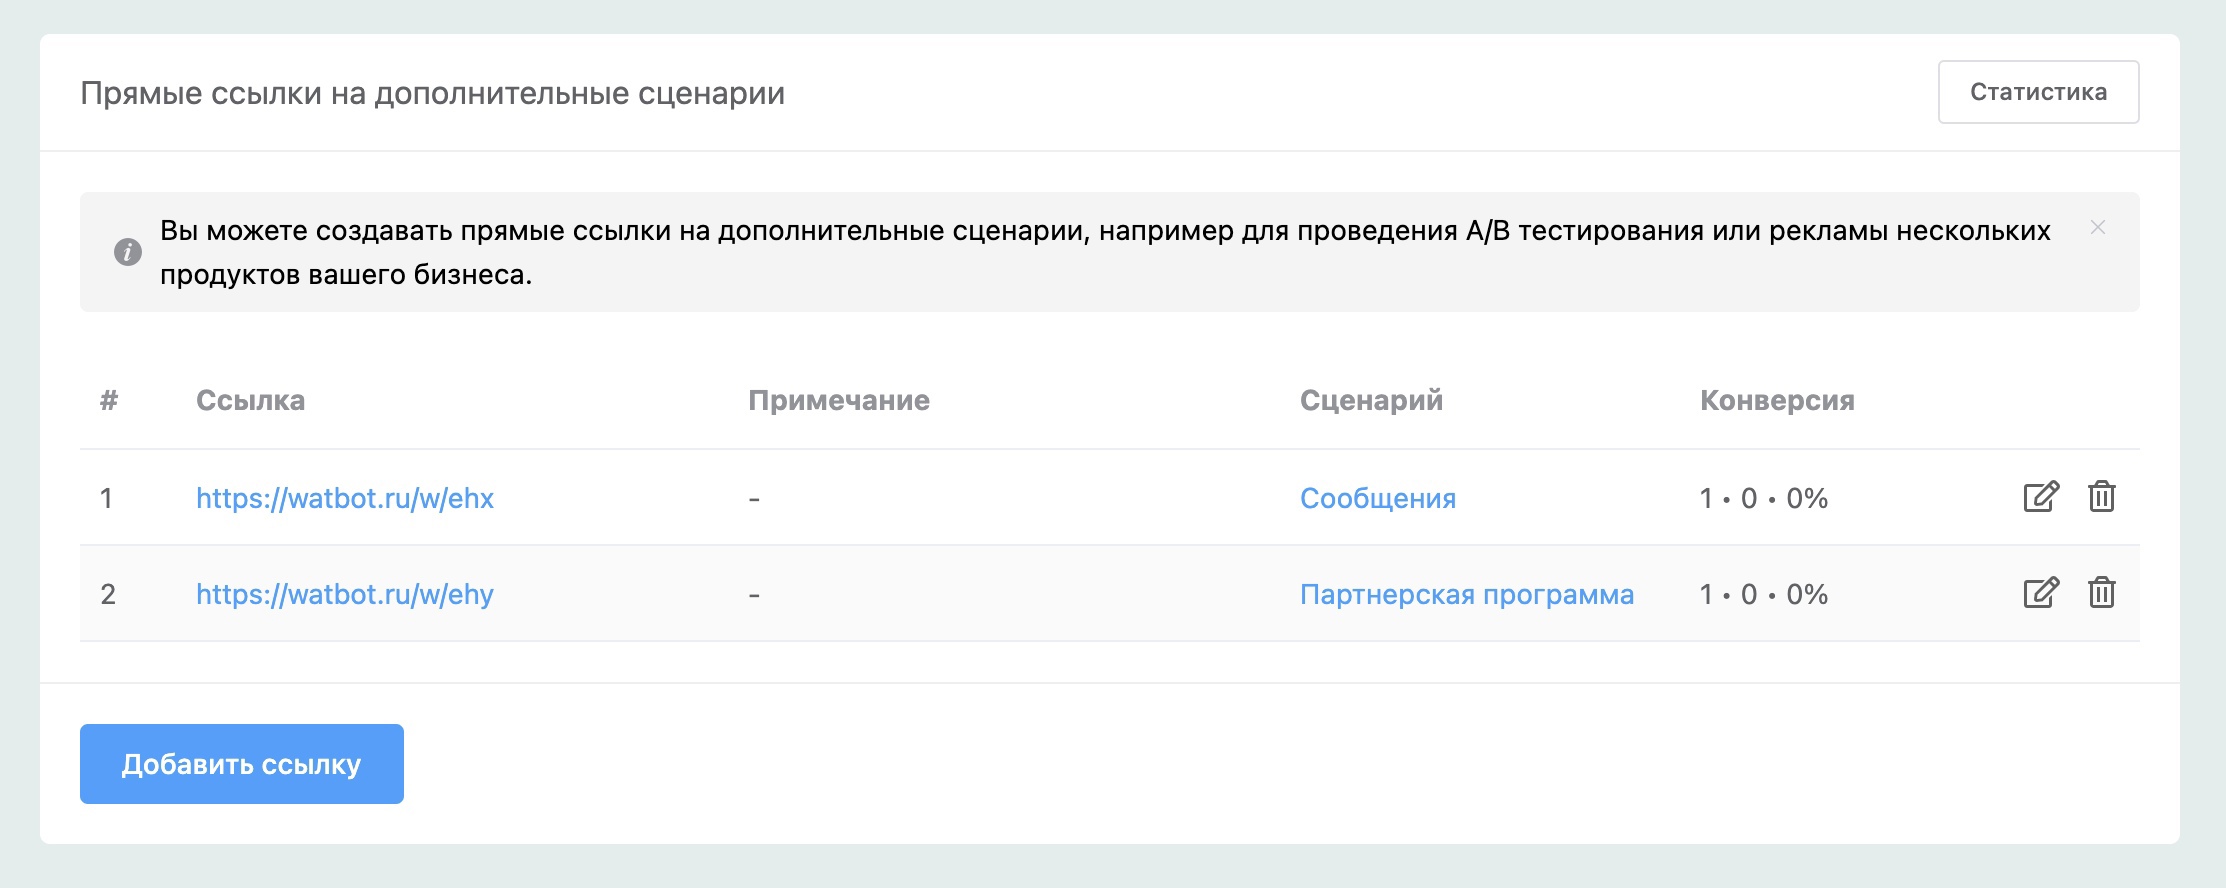 Прямые ссылки на дополнительные сценарии
Статистика
Вы можете создавать прямые ссылки на дополнительные сценарии, например для проведения А/В тестирования или рекламы нескольких
продуктов вашего бизнеса.
# Ссылка Примечание Сценарий Конверсия
1 https://watbot.ru/w/ehx - Сообщения 1 • 0 • 0%
2 https://watbot.ru/w/ehy - Партнерская программа 1 • 0 • 0%
Добавить ссылку